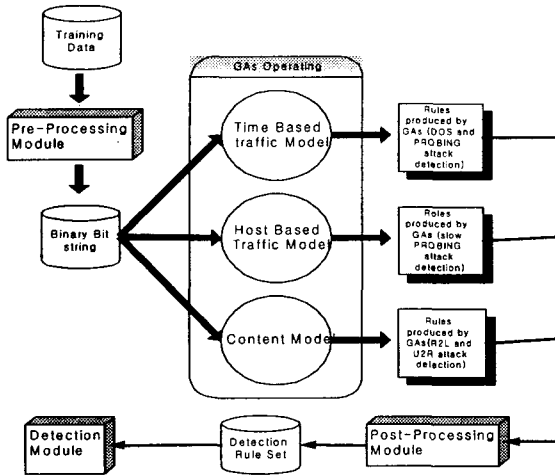 Training
Data
GAs Operating
Pre-Processing
Module
Time Based
traffic Model
Rules
produced by
GAs (DOS and
PROBING
attack
detection)
Binary Bit
string
Host Based
Traffic Model
Roles
produced by
GAs (slow
PROBING
attack
detection)
Content Model
Rules
produced by
GAs(R2L and
U2R attack
detection)
Detection
Module
Detection
Rule Set
Post-Processing
Module